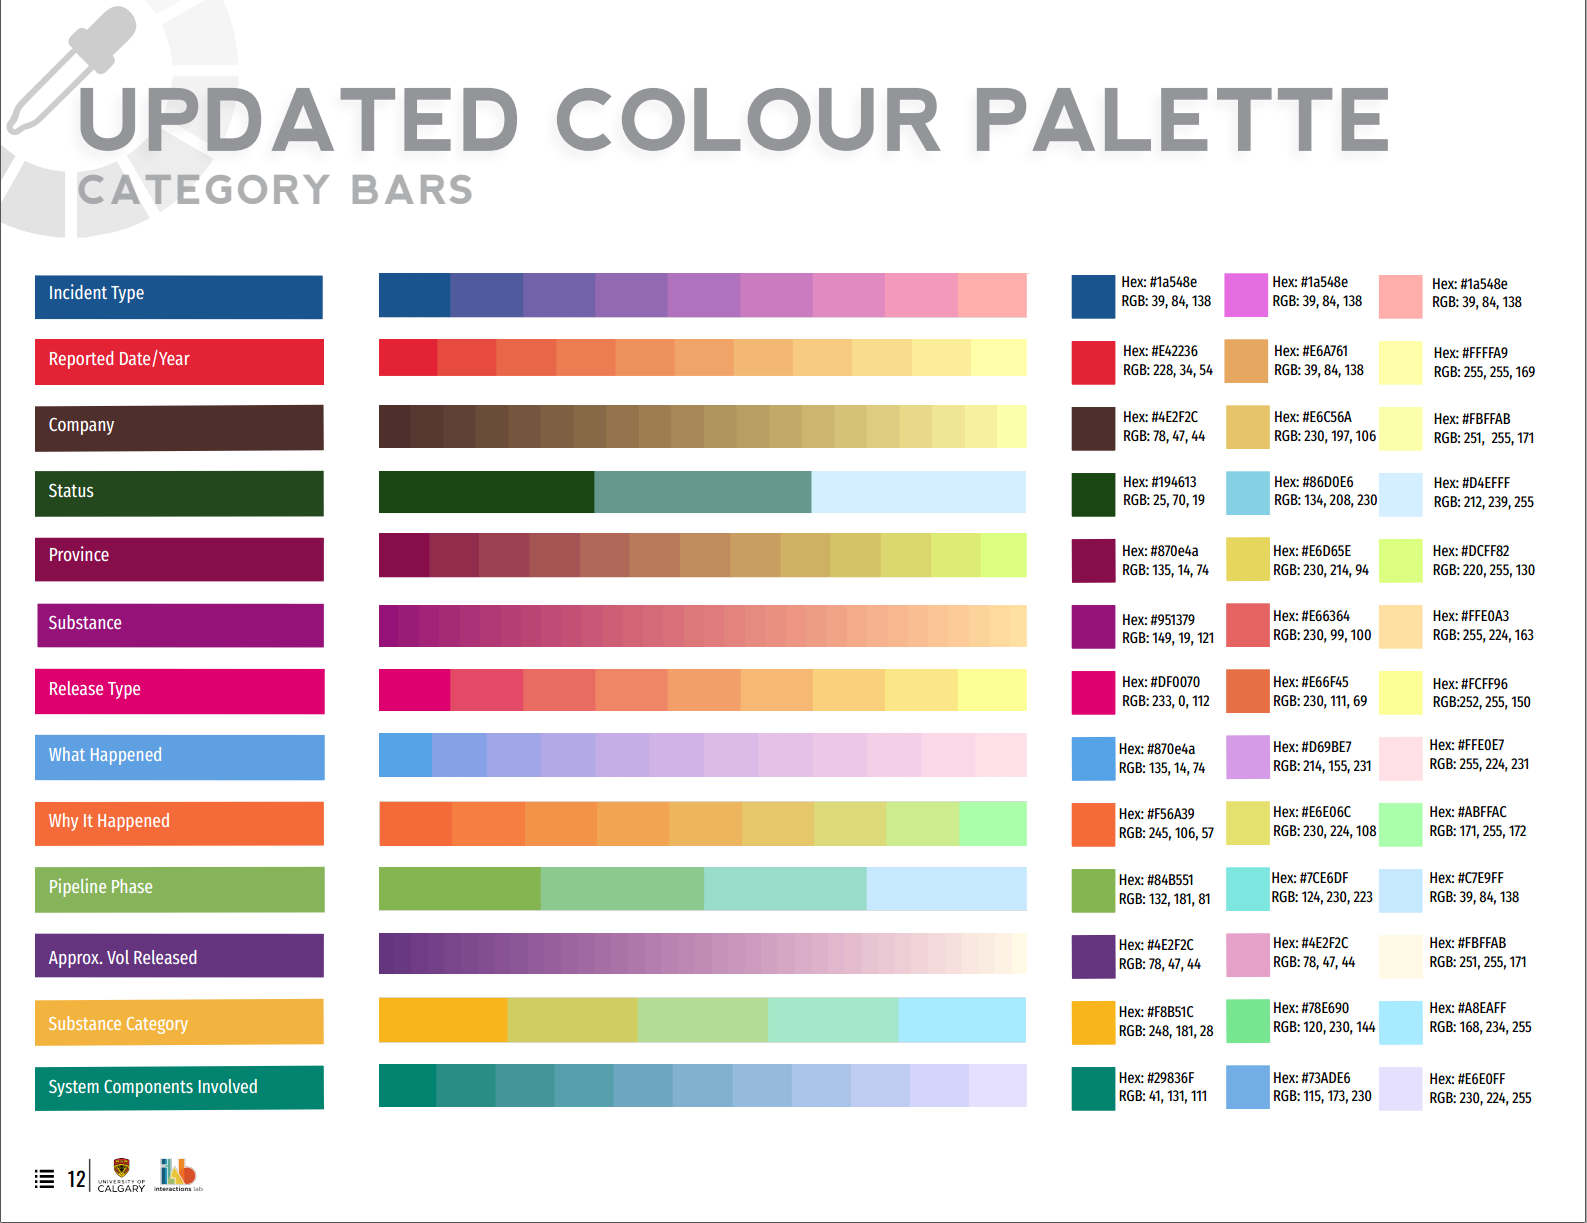 UPDATED COLOUR PALETTE
CATEGORY BARS
Incident Type
Hex: #1a548e
RGB: 39, 84, 138
Hex: #1a548e
RGB: 39, 84, 138
Hex: #1a548e
RGB: 39, 84, 138
Reported Date/Year
Hex: #E42236
RGB: 228, 34, 54
Hex: #E6A761
RGB: 39, 84, 138
Hex: #FFFFA9
RGB: 255, 255, 169
Company
Hex: #4E2F2C
RGB: 78, 47, 44
Hex: #E6C56A
RGB: 230, 197, 106
Hex: #FBFFAB
RGB: 251, 255, 171
Status
Hex: #194613
RGB: 25, 70, 19
Hex: #86D0E6
RGB: 134, 208, 230
Hex: #D4EFFF
RGB: 212, 239, 255
Province
Hex: #870e4a
RGB: 135, 14, 74
Hex: #E6D65E
RGB: 230, 214, 94
Hex: #DCFF82
RGB: 220, 255, 130
Substance
Hex: #951379
RGB: 149, 19, 121
Hex: #E66364
RGB: 230, 99, 100
Hex: #FFE0A3
RGB: 255, 224, 163
Release Type
Hex: #DF0070
RGB: 233, 0, 112
Hex: #E66F45
RGB: 230, 111, 69
Hex: #FCFF96
RGB:252, 255, 150
What Happened
Hex: #870e4a
RGB: 135, 14, 74
Hex: #D69BE7
RGB: 214, 155, 231
Hex: #FFE0E7
RGB: 255, 224, 231
Why It Happened
Hex: #F56A39
RGB: 245, 106, 57
Hex: #E6E06C
RGB: 230, 224, 108
Hex: #ABFFAC
RGB: 171, 255, 172
Pipeline Phase
Hex: #84B551
RGB: 132, 181, 81
Hex: #7CE6DF
RGB: 124, 230, 223
Hex: #C7E9FF
RGB: 39, 84, 138
Approx. Vol Released
Hex: #4E2F2C
RGB: 78, 47, 44
Hex: #4E2F2C
RGB: 78, 47, 44
Hex: #FBFFAB
RGB: 251, 255, 171
Substance Category
Hex: #F8B51C
RGB: 248, 181, 28
Hex: #78E690
RGB: 120, 230, 144
Hex: #A8EAFF
RGB: 168, 234, 255
System Components Involved
Hex: #29836F
RGB: 41, 131, 111
Hex: #73ADE6
RGB: 115, 173, 230
Hex: #E6E0FF
RGB: 230, 224, 255
12
UNIVERSITY OF
CALGARY
ilab
interactions lab